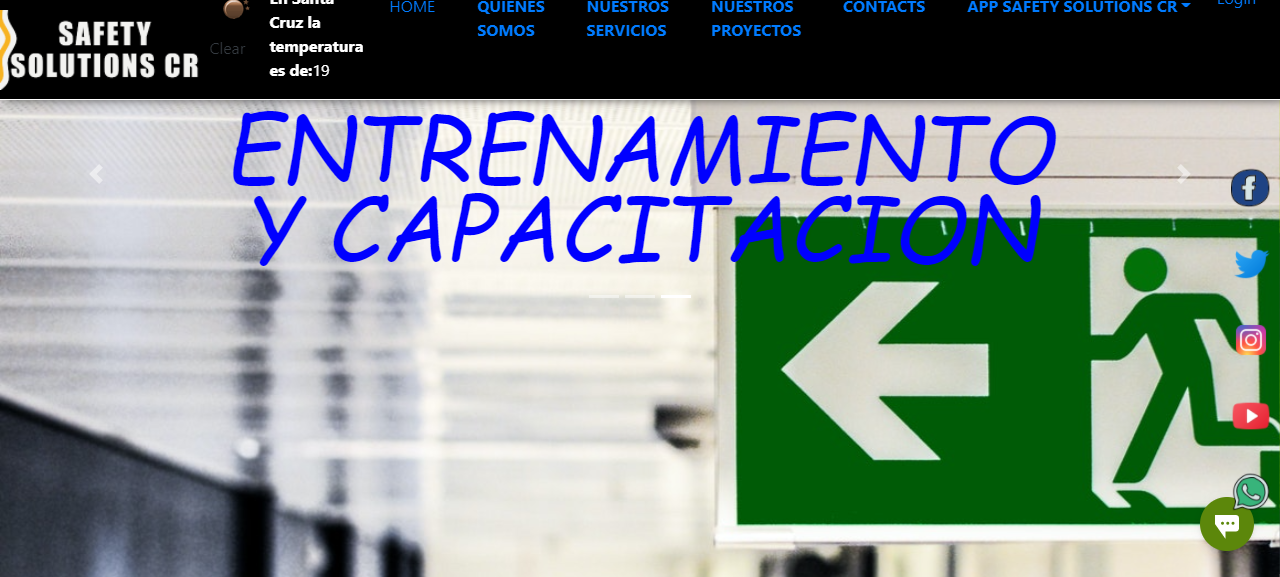 SAFETY
SOLUTIONS CR
Clear
En Santa
Cruz la
temperatura
es de:19
HOME
QUIENES
SOMOS
NUESTROS
SERVICIOS
NUESTROS
PROYECTOS
CONTACTS
APP SAFETY SOLUTIONS CR
Login
ENTRENAMIENTO
Y CAPACITACION